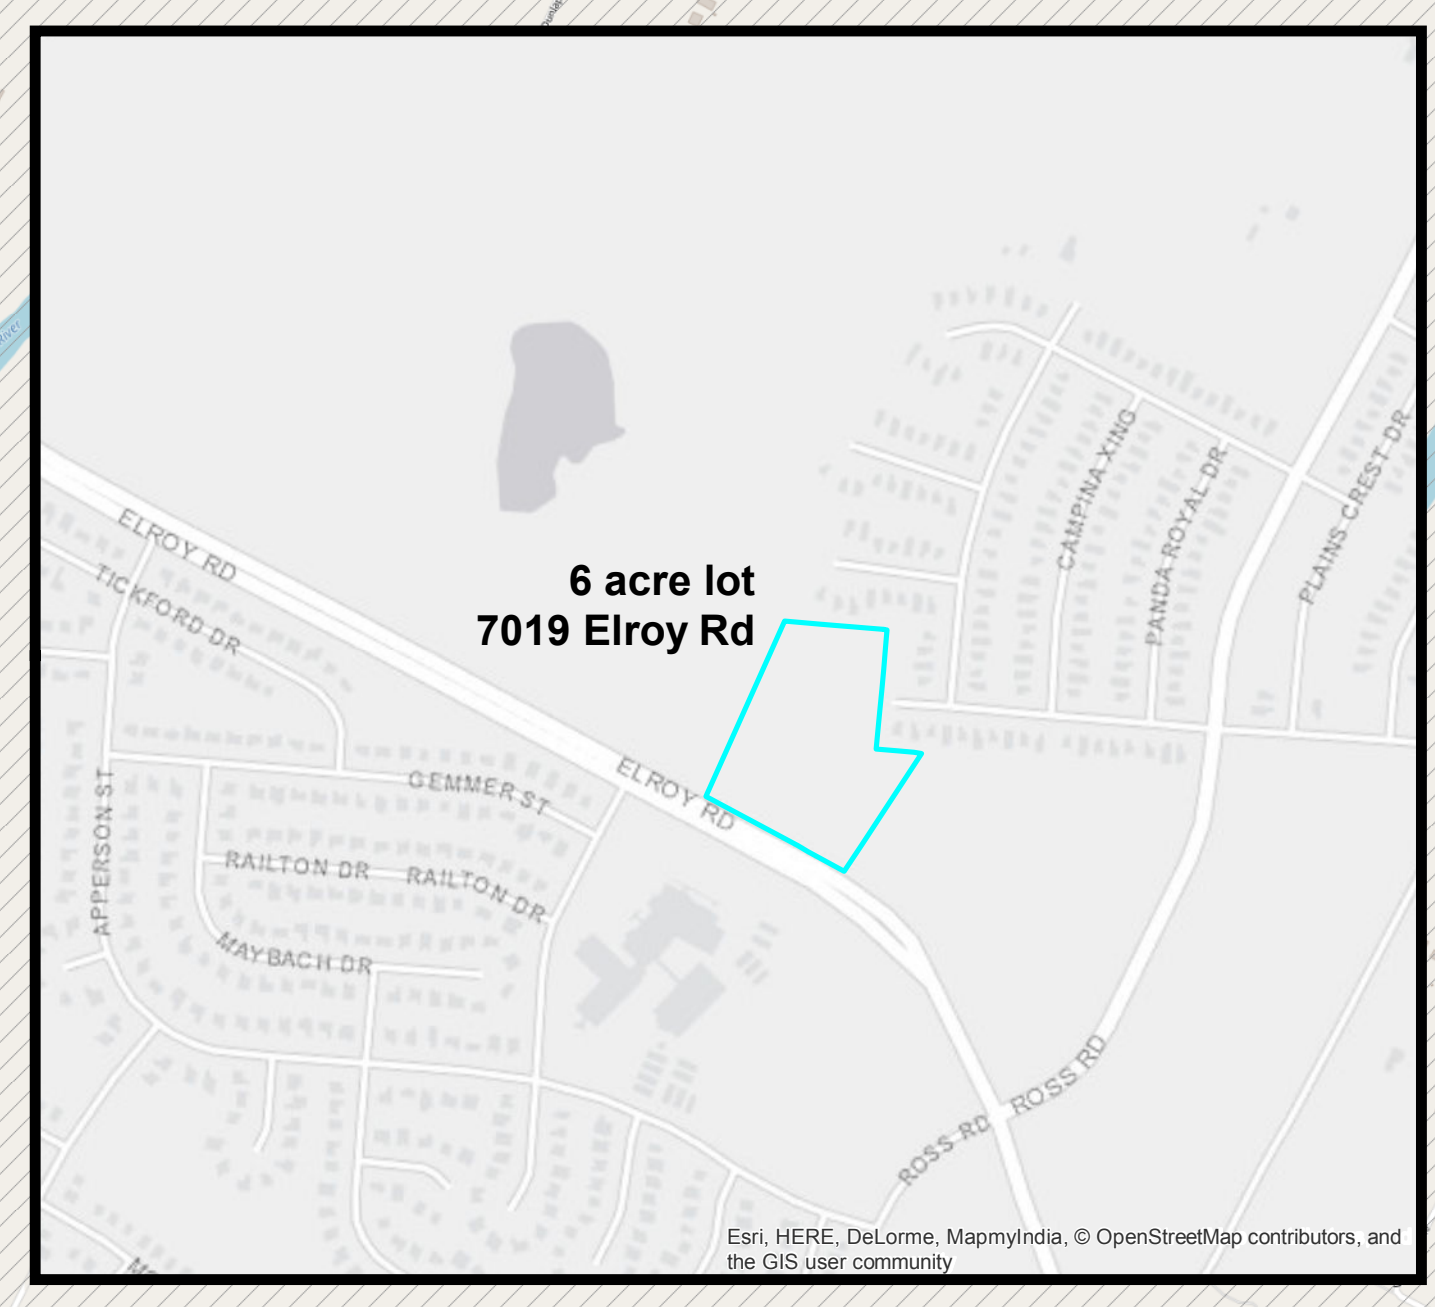 Dunlap
River
CAMPINA XING
PANDA ROYAL DR
PLAINS CREST DR
ELROY RD
TICKFORD DR
6 acre lot
7019 Elroy Rd
ELROY RD
GEMMER ST
APPERSON ST
RAILTON DR
RAILTON DR
MAYBACH DR
ROSS RD
ROSS RD
Esri, HERE, DeLorme, MapmyIndia, © OpenStreetMap contributors, and
the GIS user community